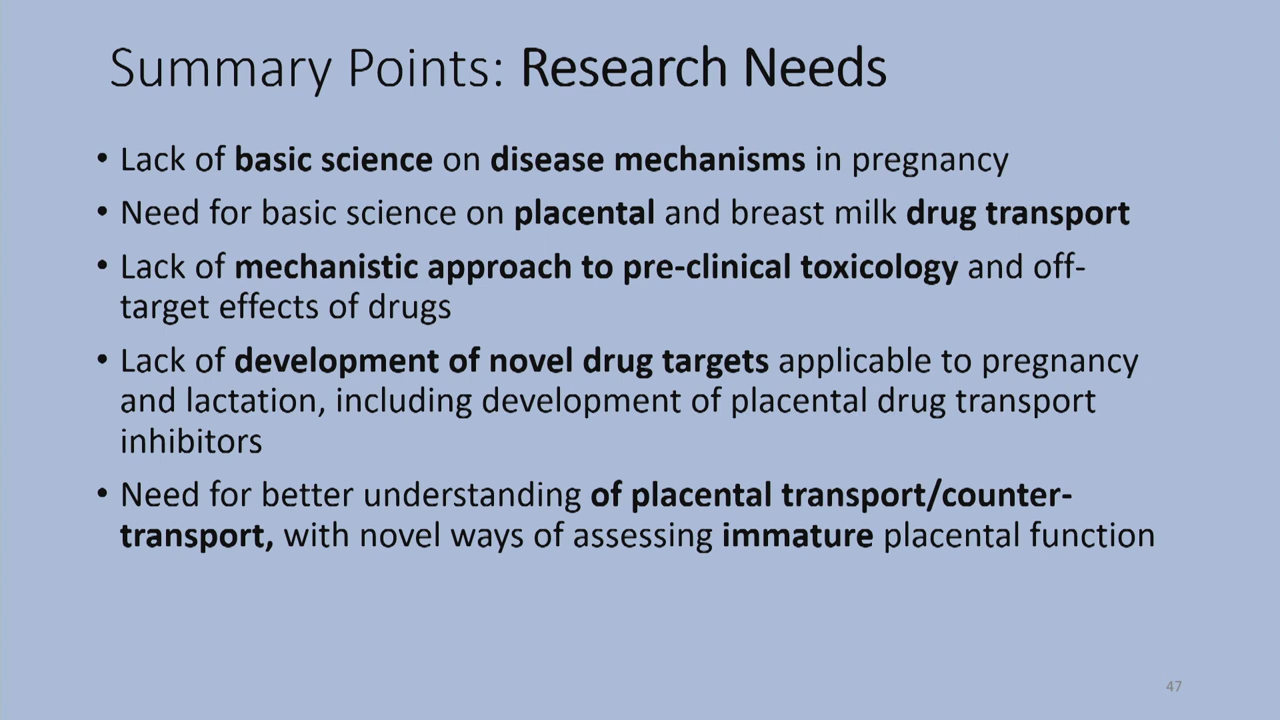 Summary Points: Research Needs
• Lack of basic science on disease mechanisms in pregnancy
• Need for basic science on placental and breast milk drug transport
• Lack of mechanistic approach to pre-clinical toxicology and off-
target effects of drugs
• Lack of development of novel drug targets applicable to pregnancy
and lactation, including development of placental drug transport
inhibitors
• Need for better understanding of placental transport/counter-
transport, with novel ways of assessing immature placental function
47